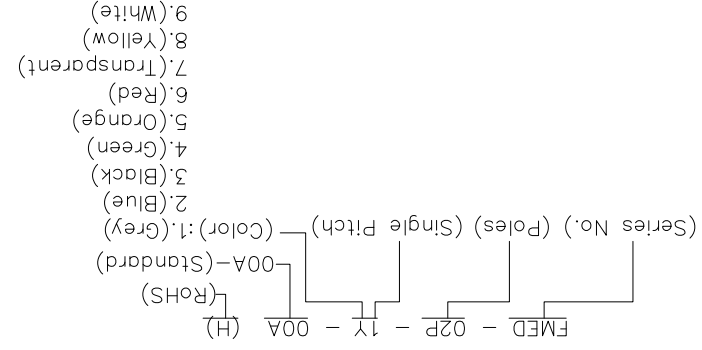 FMED - 02P - 1Y - 00A (H)
(RoHS)
00A-(Standard)
(Series No.) (Poles) (Single Pitch) (Color):1.(Grey)
2.(Blue)
3.(Black)
4.(Green)
5.(Orange)
6.(Red)
7.(Transparent)
8.(Yellow)
9.(White)